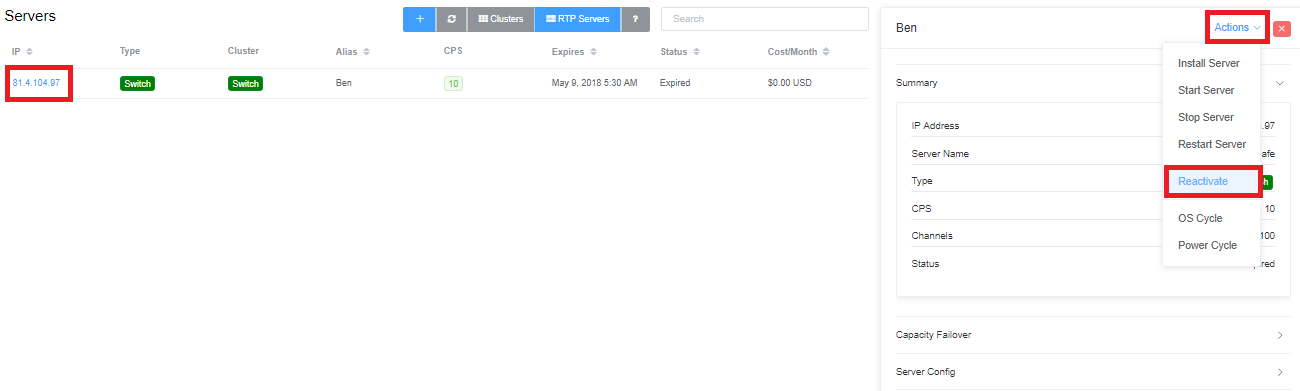 Servers
+ Clusters RTP Servers ? Search
IP Type Cluster Alias CPS Expires Status Cost/Month
81.4.104.97 Switch Switch Ben 10 May 9, 2018 5:30 AM Expired $0.00 USD
Ben Actions
Install Server
Start Server
Stop Server
Restart Server
Reactivate
OS Cycle
Power Cycle
Summary
IP Address .97
Server Name afe
Type ch
CPS 10
Channels 100
Status pired
Capacity Failover
Server Config